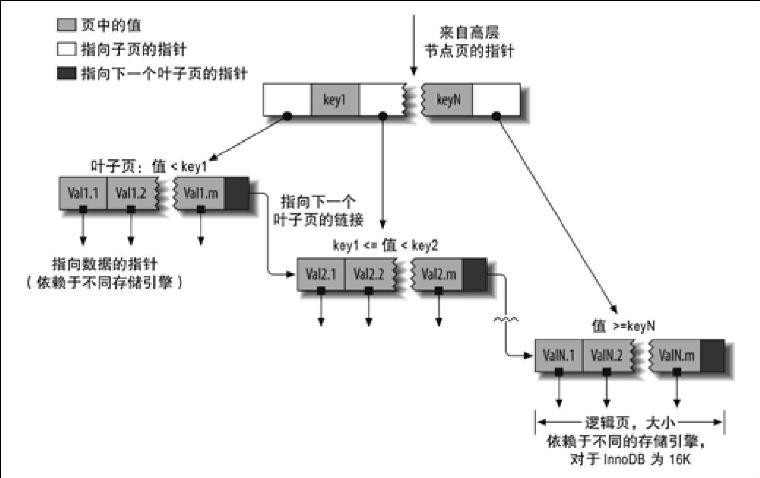 页中的值
指向子页的指针
指向下一个叶子页的指针
来自高层
节点页的指针
key1
keyN
叶子页：值 < key1
Val1.1
Val1.2
Val1.m
指向下一个
叶子页的链接
key1 <= 值 < key2
指向数据的指针
（依赖于不同存储引擎）
Val2.1
Val2.2
Val2.m
值 >=keyN
ValN.1
ValN.2
ValN.m
逻辑页，大小
依赖于不同的存储引擎，
对于 InnoDB 为 16K